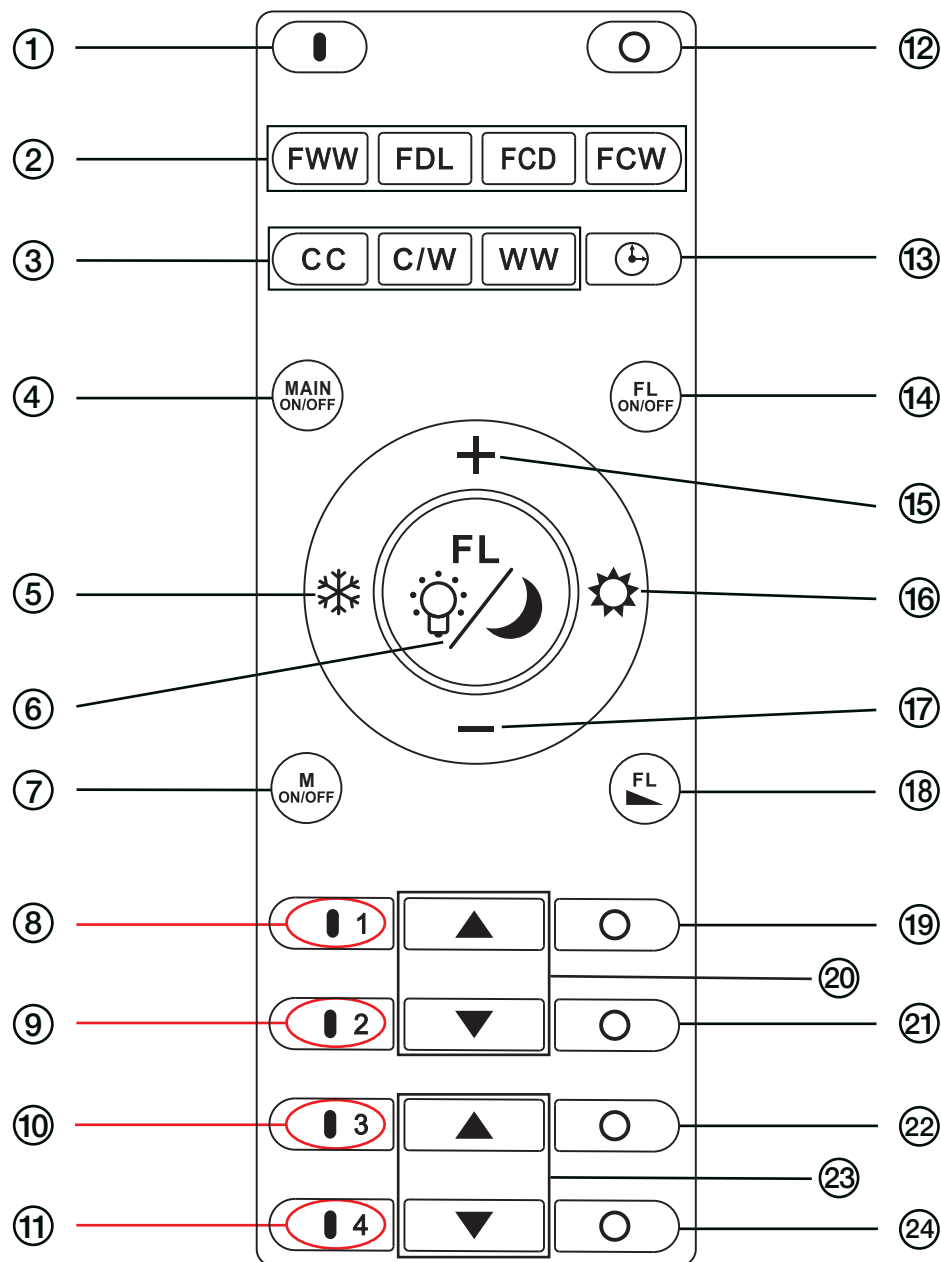 ① ⑫
② FWW FDL FCD FCW
③ CC C/W WW ⑬
④ MAIN ON/OFF FL ON/OFF ⑭
⑮
⑤ FL ⑯
⑥ ⑰
⑦ M ON/OFF FL ⑱
⑧ 1 ⑲
⑳
⑨ 2 ㉑
⑩ 3 ㉒
㉓
⑪ 4 ㉔